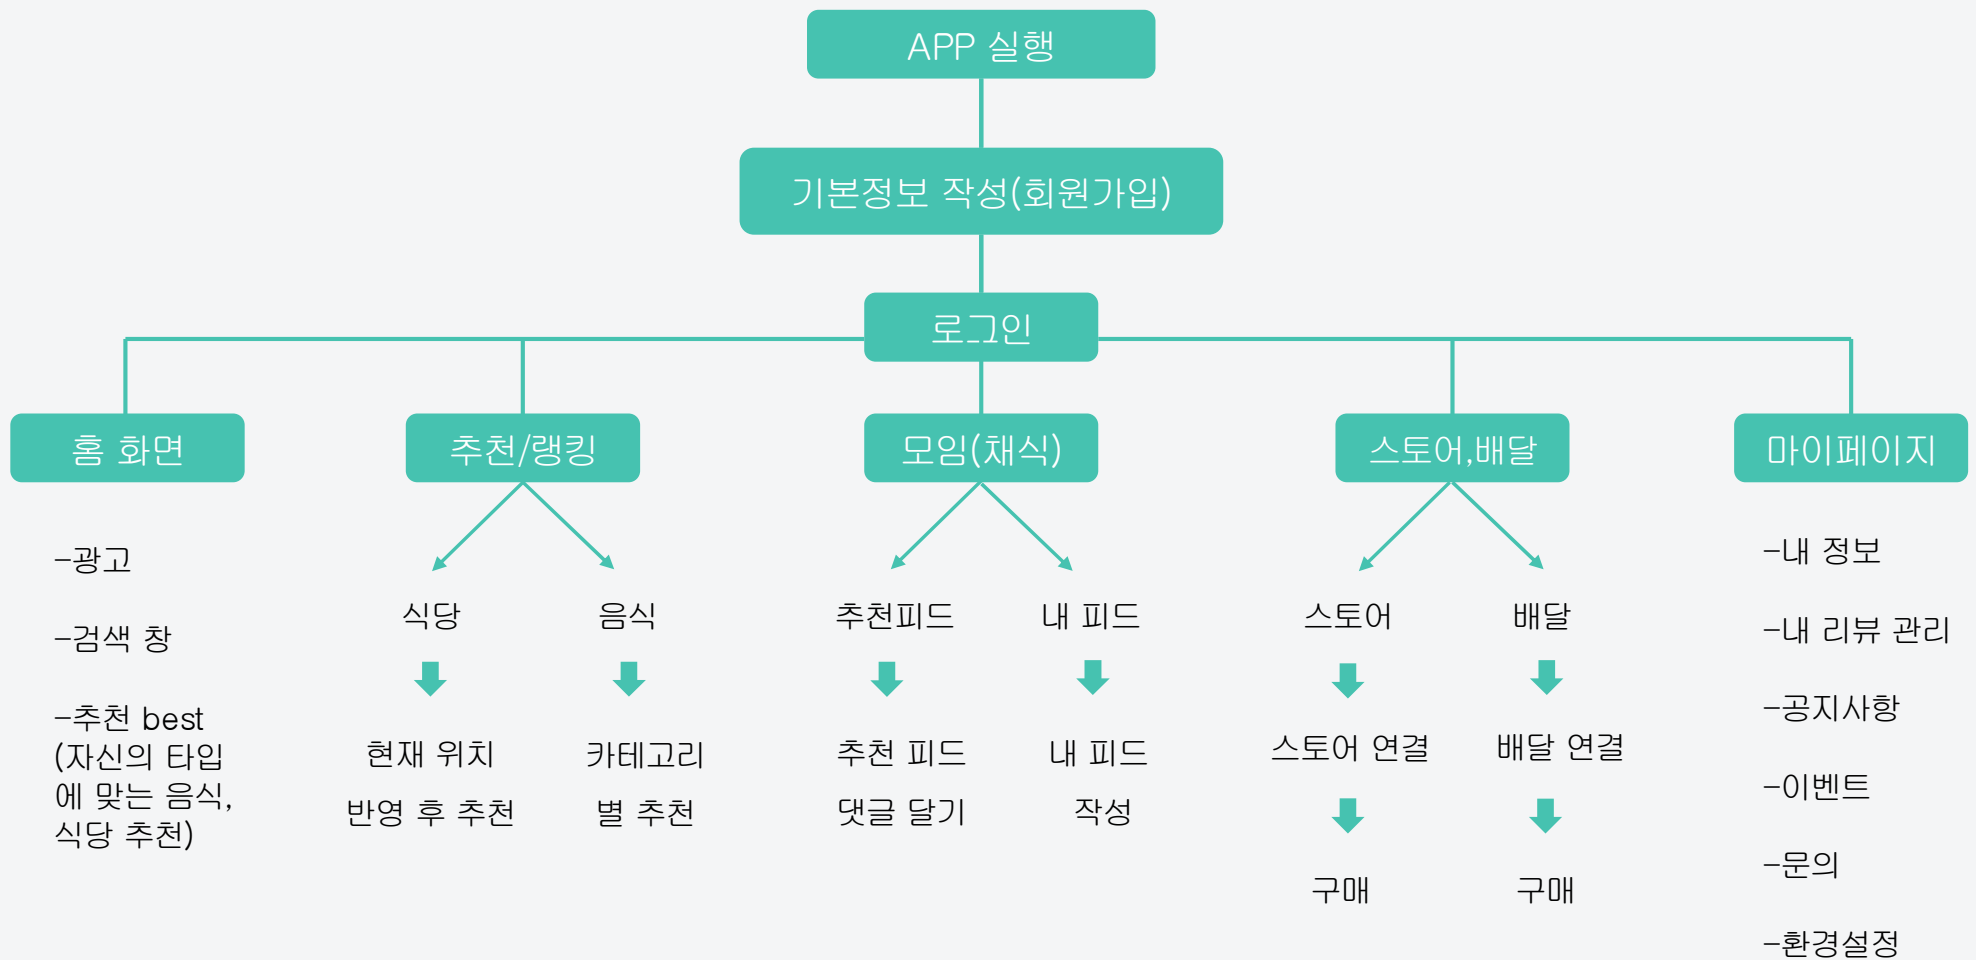 APP 실행
기본정보 작성(회원가입)
로그인
홈 화면
추천/랭킹
모임(채식)
스토어,배달
마이페이지
-광고
-검색 창
-추천 best
(자신의 타입
에 맞는 음식,
식당 추천)
식당
음식
현재 위치
반영 후 추천
카테고리
별 추천
추천피드
내 피드
추천 피드
댓글 달기
내 피드
작성
스토어
배달
스토어 연결
배달 연결
구매
구매
-내 정보
-내 리뷰 관리
-공지사항
-이벤트
-문의
-환경설정